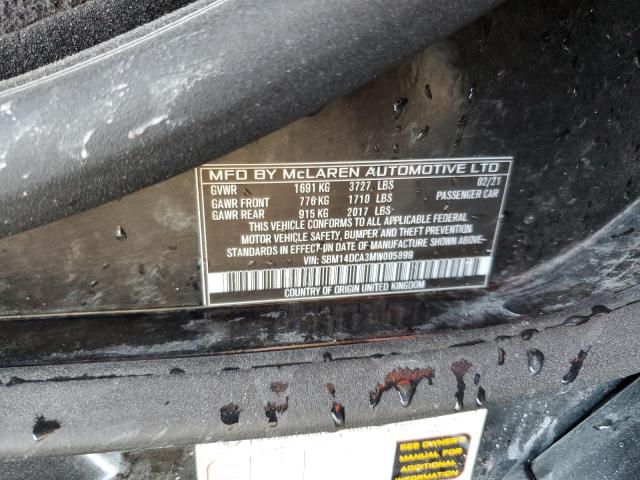 MFD BY McLAREN AUTOMOTIVE LTD
GVWR 1691 KG 3727 LBS 02/21
GAWR FRONT 776 KG 1710 LBS PASSENGER CAR
GAWR REAR 915 KG 2017 LBS
THIS VEHICLE CONFORMS TO ALL APPLICABLE FEDERAL
MOTOR VEHICLE SAFETY, BUMPER AND THEFT PREVENTION
STANDARDS IN EFFECT ON DATE OF MANUFACTURE SHOWN ABOVE
VIN: SBM14DCA3MW005899
COUNTRY OF ORIGIN UNITED KINGDOM
SEE OWNER'S
MANUAL FOR
ADDITIONAL
INFORMATION